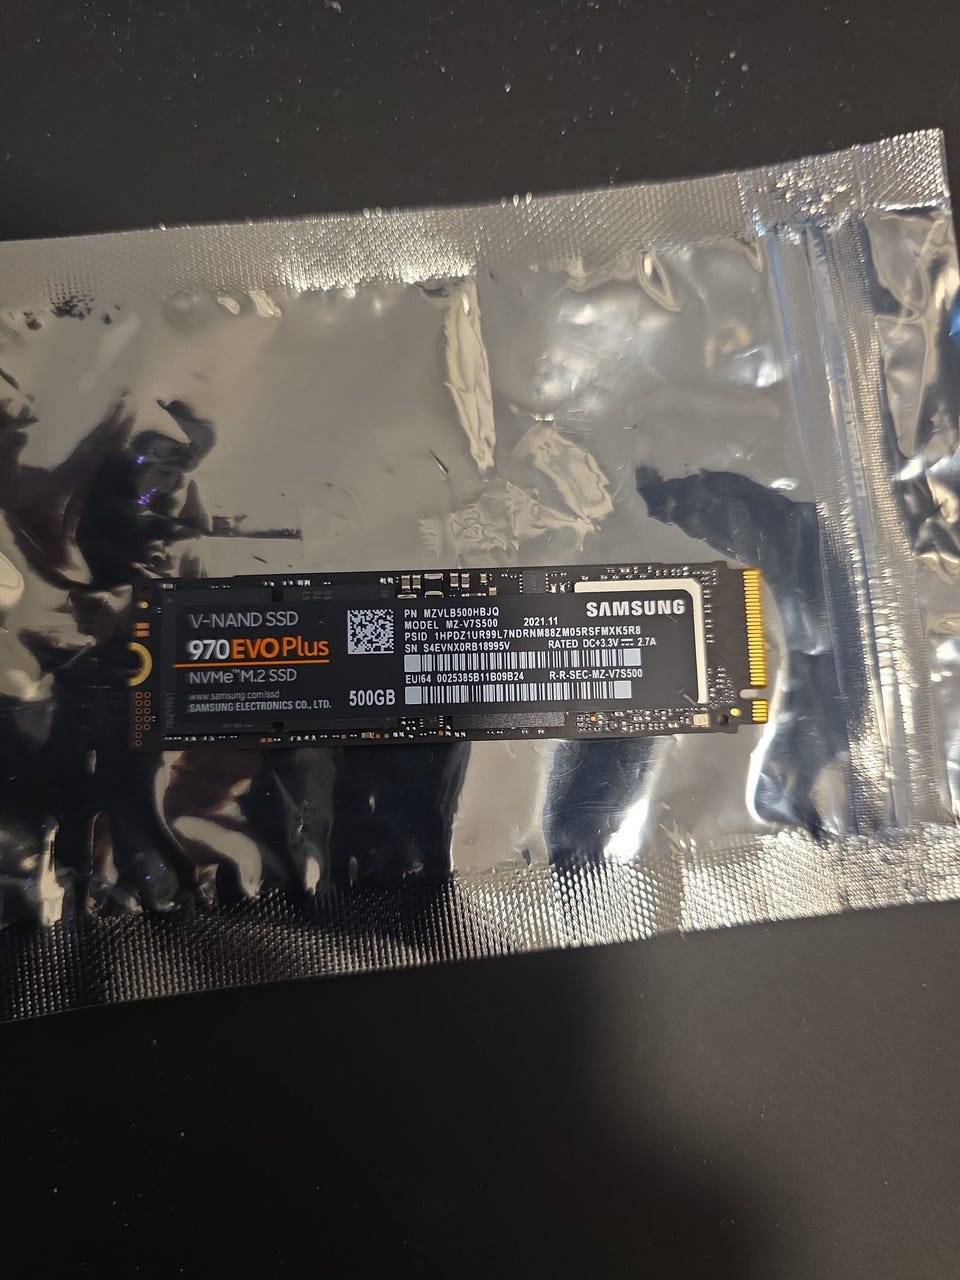 V-NAND SSD
970 EVO Plus
NVMe™ M.2 SSD
www.samsung.com/ssd
SAMSUNG ELECTRONICS CO., LTD.
500GB
SAMSUNG
PN MZVLB500HBJQ
MODEL MZ-V7S500 2021.11
PSID 1HPDZ1UR99L7NDRNM88ZM05RSFMXK5R8
SN S4EVNX0RB18995V RATED DC+3.3V 2.7A
EUI64 0025385B11B09B24 R-R-SEC-MZ-V7S500